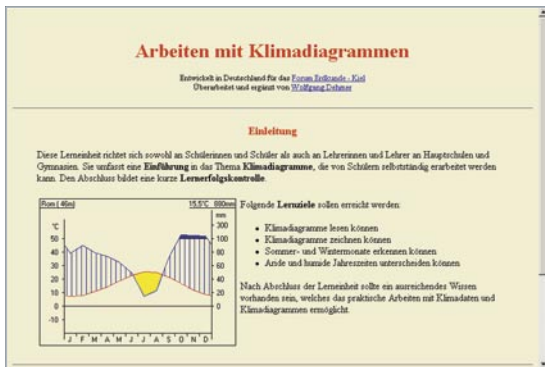 Arbeiten mit Klimadiagrammen
Entwickelt in Deutschland für das Forum Erdkunde - Kiel
Überarbeitet und ergänzt von Wolfgang Dehmer
Einleitung
Diese Lerneinheit richtet sich sowohl an Schülerinnen und Schüler als auch an Lehrerinnen und Lehrer an Hauptschulen und
Gymnasien. Sie umfasst eine Einführung in das Thema Klimadiagramme, die von Schülern selbstständig erarbeitet werden
kann. Den Abschluss bildet eine kurze Lernerfolgskontrolle.
Rom ( 46m) 15,5°C 880mm
°C mm
300
50 100
40 80
30 60
20 40
10 20
0 0
-10
J F M A M J J A S O N D
Folgende Lernziele sollen erreicht werden:
Klimadiagramme lesen können
Klimadiagramme zeichnen können
Sommer- und Wintermonate erkennen können
Aride und humide Jahreszeiten unterscheiden können
Nach Abschluss der Lerneinheit sollte ein ausreichendes Wissen
vorhanden sein, welches das praktische Arbeiten mit Klimadaten und
Klimadiagrammen ermöglicht.